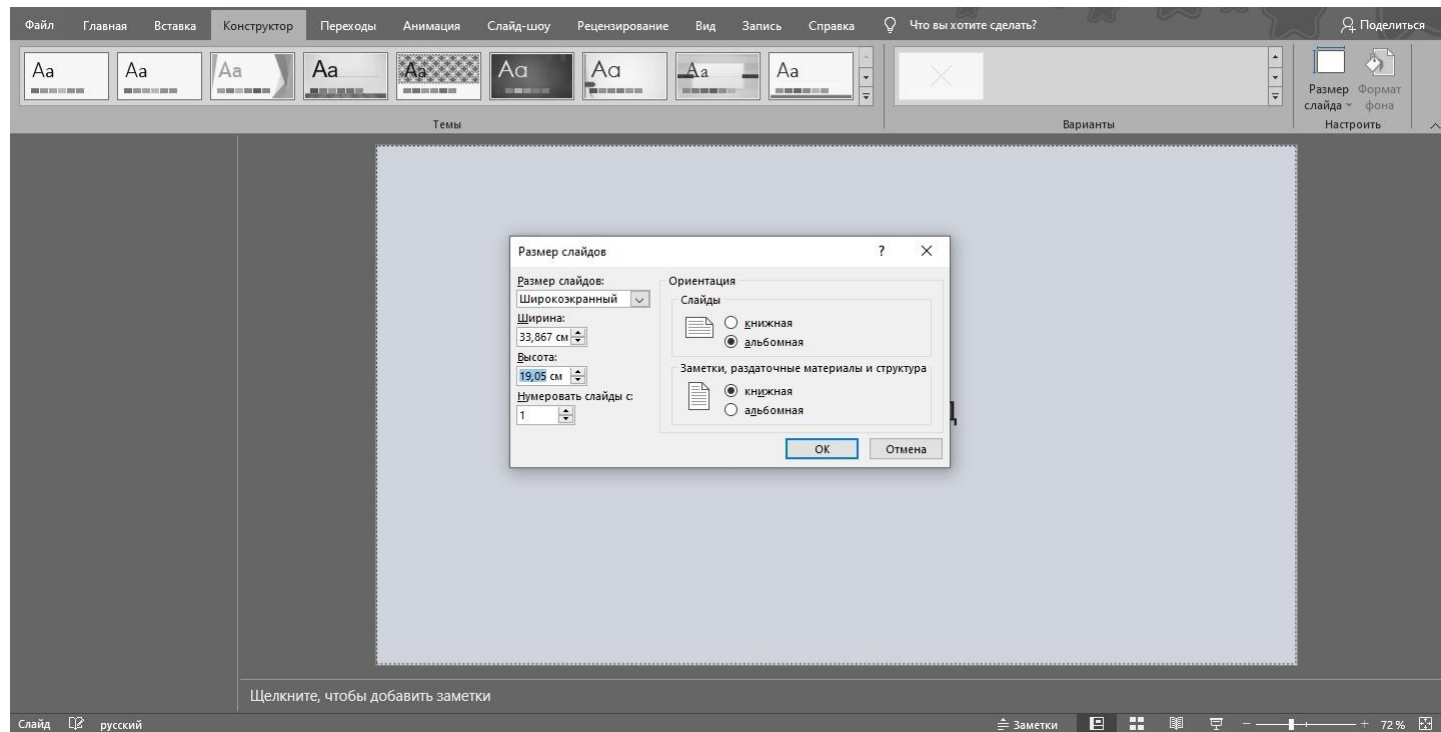 Файл Главная Вставка Конструктор Переходы Анимация Слайд-шоу Рецензирование Вид Запись Справка Что вы хотите сделать? Поделиться
Aa Aa Aa Aa Aa Aa Aa Aa Aa
Размер слайда
Формат фона
Темы Варианты Настроить
Размер слайдов ?
Размер слайдов:
Широкоэкранный
Ширина:
33,867 см
Высота:
19,05 см
Нумеровать слайды с:
1
Ориентация
Слайды
книжная
альбомная
Заметки, раздаточные материалы и структура
книжная
альбомная
ОК Отмена
Щелкните, чтобы добавить заметки
Слайд русский Заметки 72 %